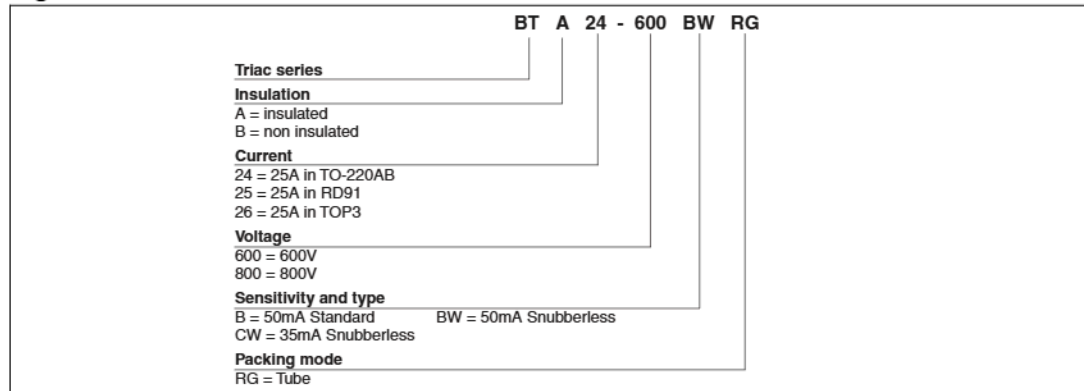 BT A 24 - 600 BW RG
Triac series
Insulation
A = insulated
B = non insulated
Current
24 = 25A in TO-220AB
25 = 25A in RD91
26 = 25A in TOP3
Voltage
600 = 600V
800 = 800V
Sensitivity and type
B = 50mA Standard BW = 50mA Snubberless
CW = 35mA Snubberless
Packing mode
RG = Tube